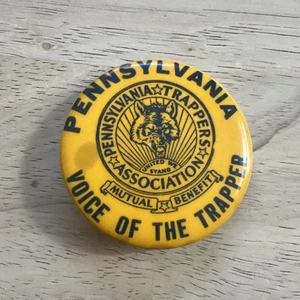 PENNSYLVANIA
PENNSYLVANIA ☆ TRAPPERS
UNITED WE
STAND
☆ ASSOCIATION ☆
MUTUAL BENEFIT
VOICE OF THE TRAPPER